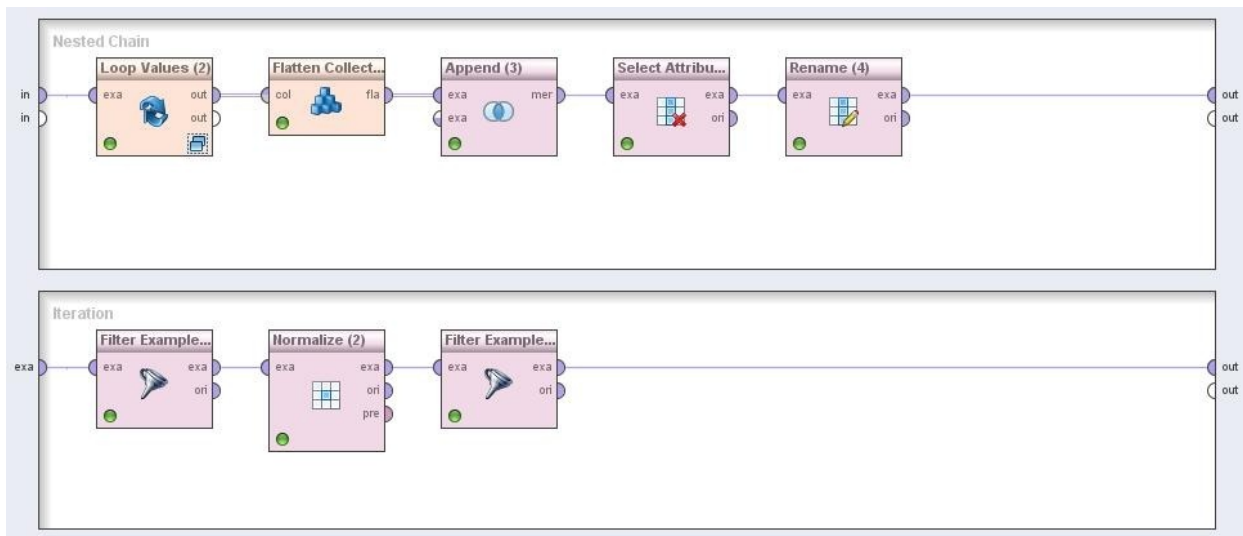 Nested Chain
Loop Values (2)
Flatten Collect...
Append (3)
Select Attribu...
Rename (4)
in
exa
out
col
fla
exa
mer
exa
exa
exa
exa
out
in
out
exa
ori
ori
out
Iteration
Filter Example...
Normalize (2)
Filter Example...
exa
exa
exa
exa
exa
exa
exa
out
ori
ori
ori
out
pre